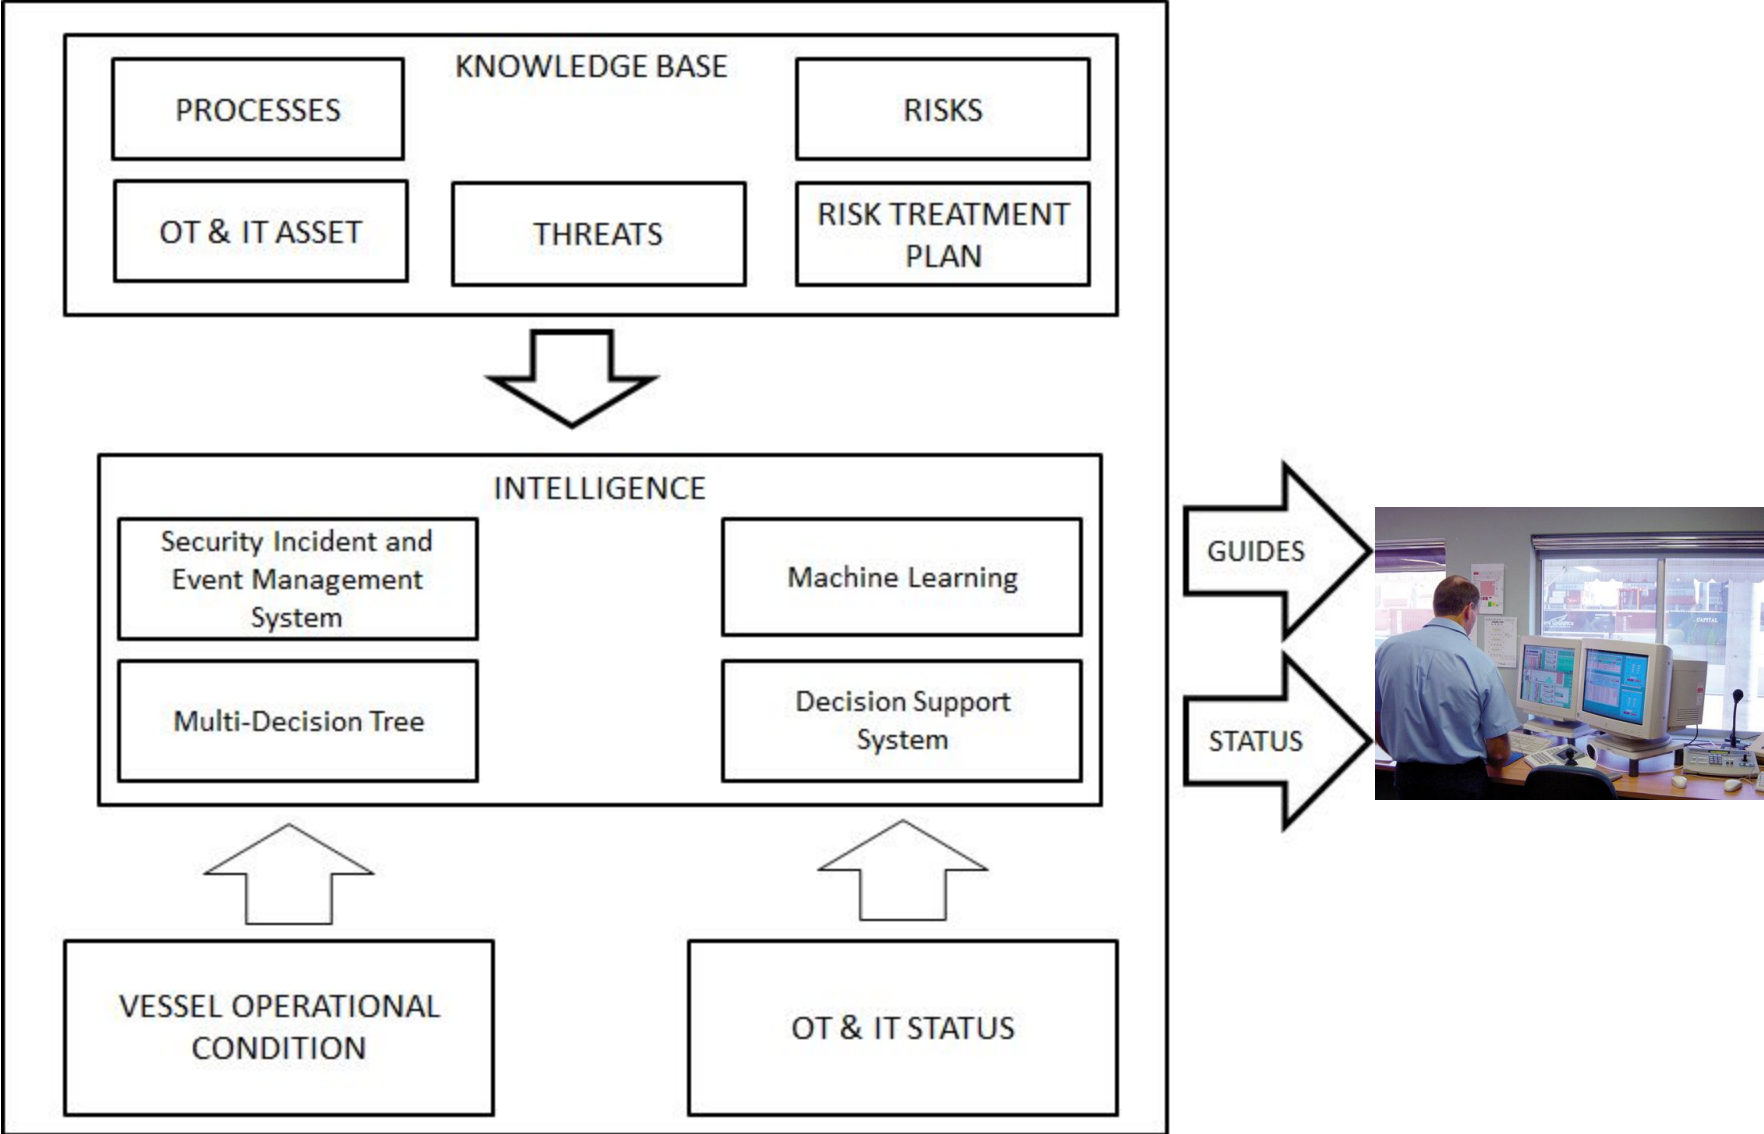 KNOWLEDGE BASE
PROCESSES
RISKS
OT & IT ASSET
THREATS
RISK TREATMENT
PLAN
INTELLIGENCE
Security Incident and
Event Management
System
Machine Learning
Multi-Decision Tree
Decision Support
System
GUIDES
STATUS
VESSEL OPERATIONAL
CONDITION
OT & IT STATUS
CAPITAL